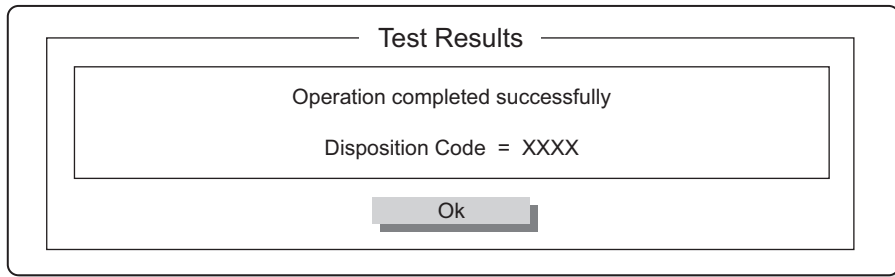 Test Results
Operation completed successfully
Disposition Code = XXXX
Ok